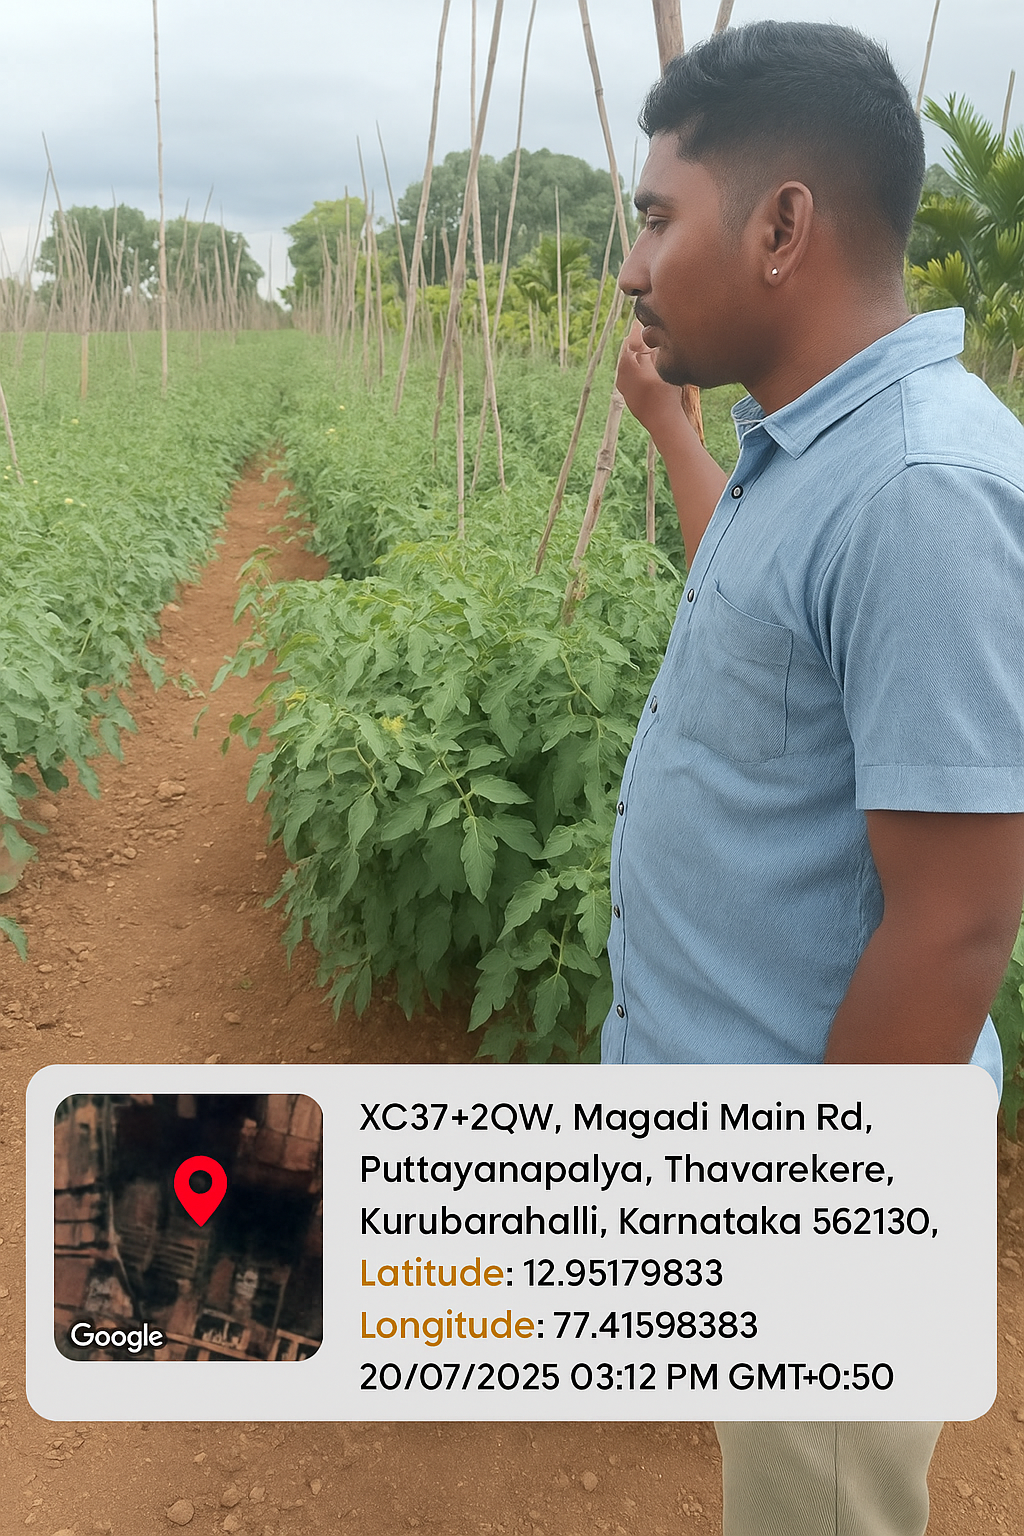 XC37+2QW, Magadi Main Rd,
Puttayanapalya, Thavarekere,
Kurubarahalli, Karnataka 562130,
Latitude: 12.95179833
Longitude: 77.41598383
20/07/2025 03:12 PM GMT+0:50
Google